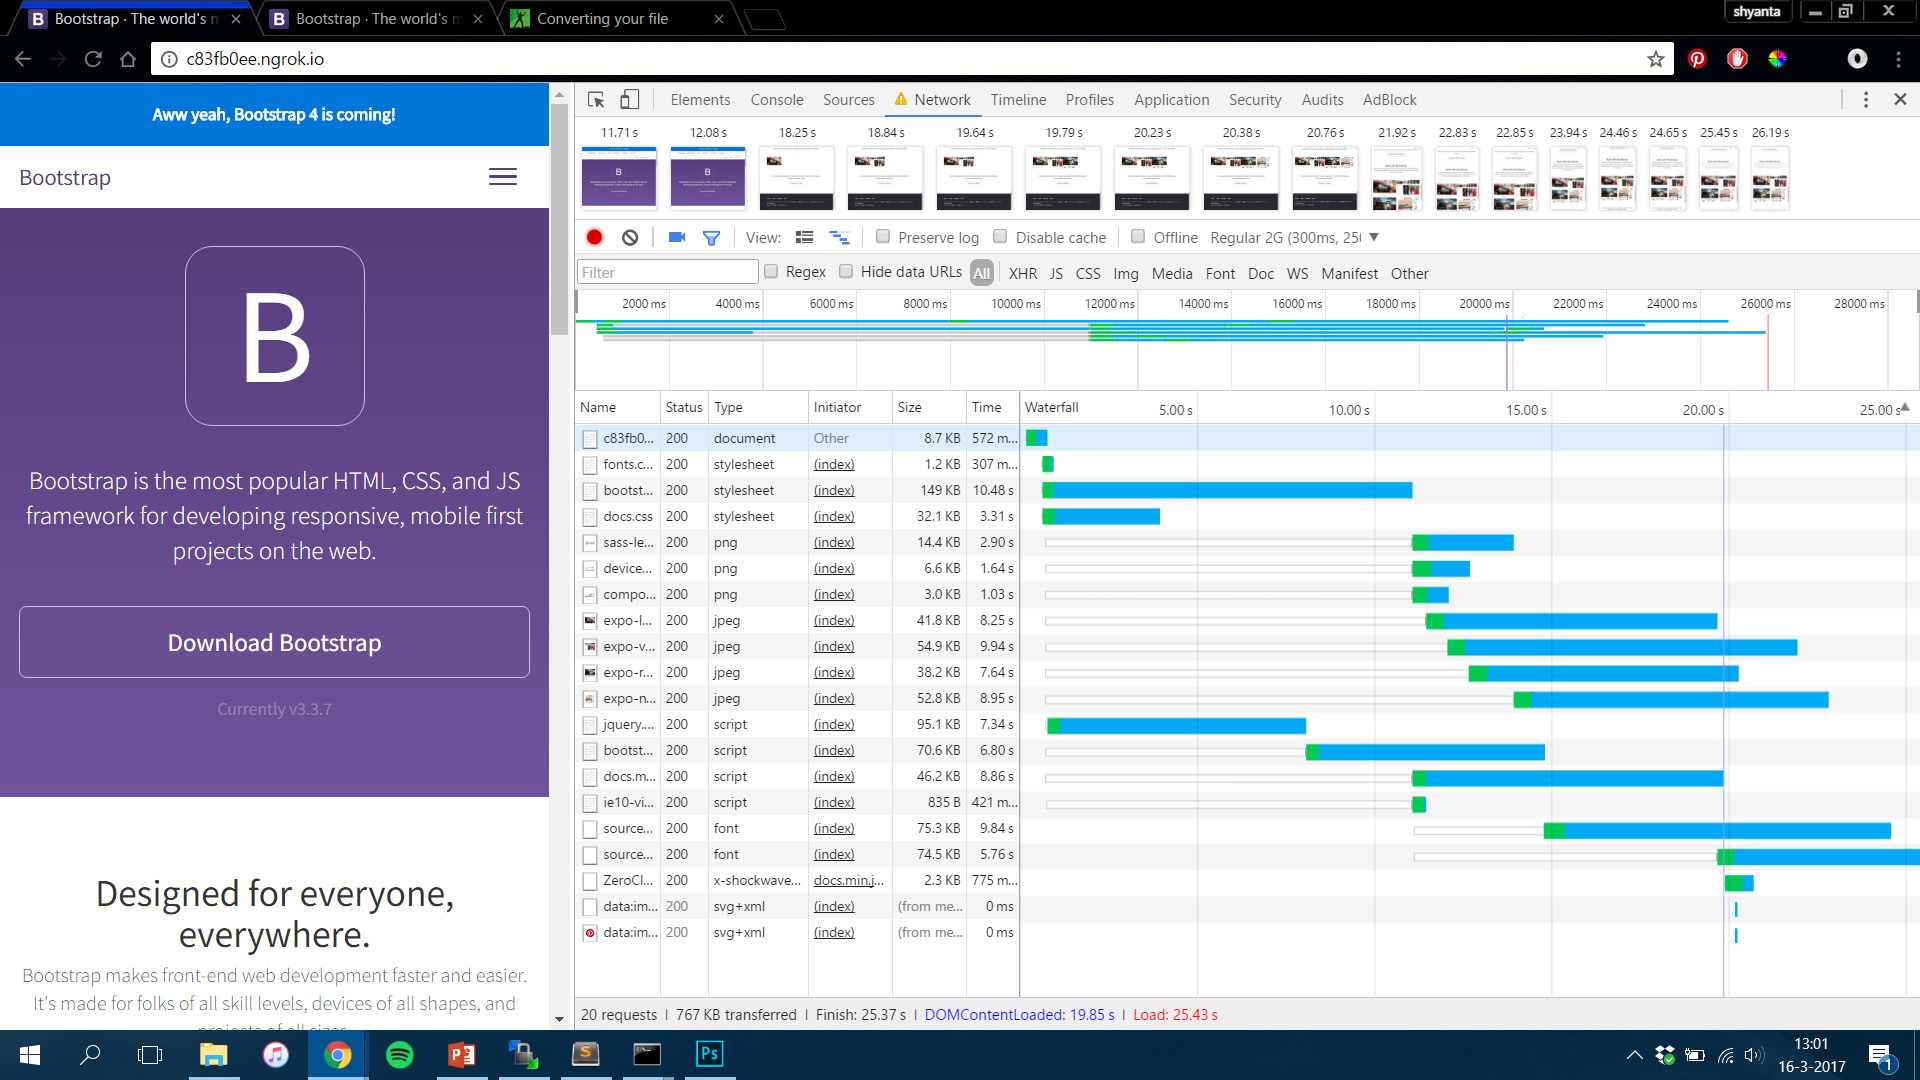 Bootstrap · The world's m
Bootstrap · The world's m
Converting your file
shyanta
c83fb0ee.ngrok.io
Aww yeah, Bootstrap 4 is coming!
Bootstrap
B
Bootstrap is the most popular HTML, CSS, and JS
framework for developing responsive, mobile first
projects on the web.
Download Bootstrap
Currently v3.3.7
Designed for everyone,
everywhere.
Bootstrap makes front-end web development faster and easier.
It's made for folks of all skill levels, devices of all shapes, and
projects of all sizes.
Elements Console Sources Network Timeline Profiles Application Security Audits AdBlock
11.71 s 12.08 s 18.25 s 18.84 s 19.64 s 19.79 s 20.23 s 20.38 s 20.76 s 21.92 s 22.83 s 22.85 s 23.94 s 24.46 s 24.65 s 25.45 s 26.19 s
View: Preserve log Disable cache Offline Regular 2G (300ms, 25(
Filter Regex Hide data URLs All XHR JS CSS Img Media Font Doc WS Manifest Other
2000 ms 4000 ms 6000 ms 8000 ms 10000 ms 12000 ms 14000 ms 16000 ms 18000 ms 20000 ms 22000 ms 24000 ms 26000 ms 28000 ms
Name Status Type Initiator Size Time Waterfall 5.00 s 10.00 s 15.00 s 20.00 s 25.00 s
c83fb0... 200 document Other 8.7 KB 572 m...
fonts.c... 200 stylesheet (index) 1.2 KB 307 m...
bootst... 200 stylesheet (index) 149 KB 10.48 s
docs.css 200 stylesheet (index) 32.1 KB 3.31 s
sass-le... 200 png (index) 14.4 KB 2.90 s
device... 200 png (index) 6.6 KB 1.64 s
compo... 200 png (index) 3.0 KB 1.03 s
expo-l... 200 jpeg (index) 41.8 KB 8.25 s
expo-v... 200 jpeg (index) 54.9 KB 9.94 s
expo-r... 200 jpeg (index) 38.2 KB 7.64 s
expo-n... 200 jpeg (index) 52.8 KB 8.95 s
jquery.... 200 script (index) 95.1 KB 7.34 s
bootst... 200 script (index) 70.6 KB 6.80 s
docs.m... 200 script (index) 46.2 KB 8.86 s
ie10-vi... 200 script (index) 835 B 421 m...
source... 200 font (index) 75.3 KB 9.84 s
source... 200 font (index) 74.5 KB 5.76 s
ZeroCl... 200 x-shockwave... docs.min.j... 2.3 KB 775 m...
data:im... 200 svg+xml (index) (from me... 0 ms
data:im... 200 svg+xml (index) (from me... 0 ms
20 requests | 767 KB transferred | Finish: 25.37 s | DOMContentLoaded: 19.85 s | Load: 25.43 s
13:01
16-3-2017
1